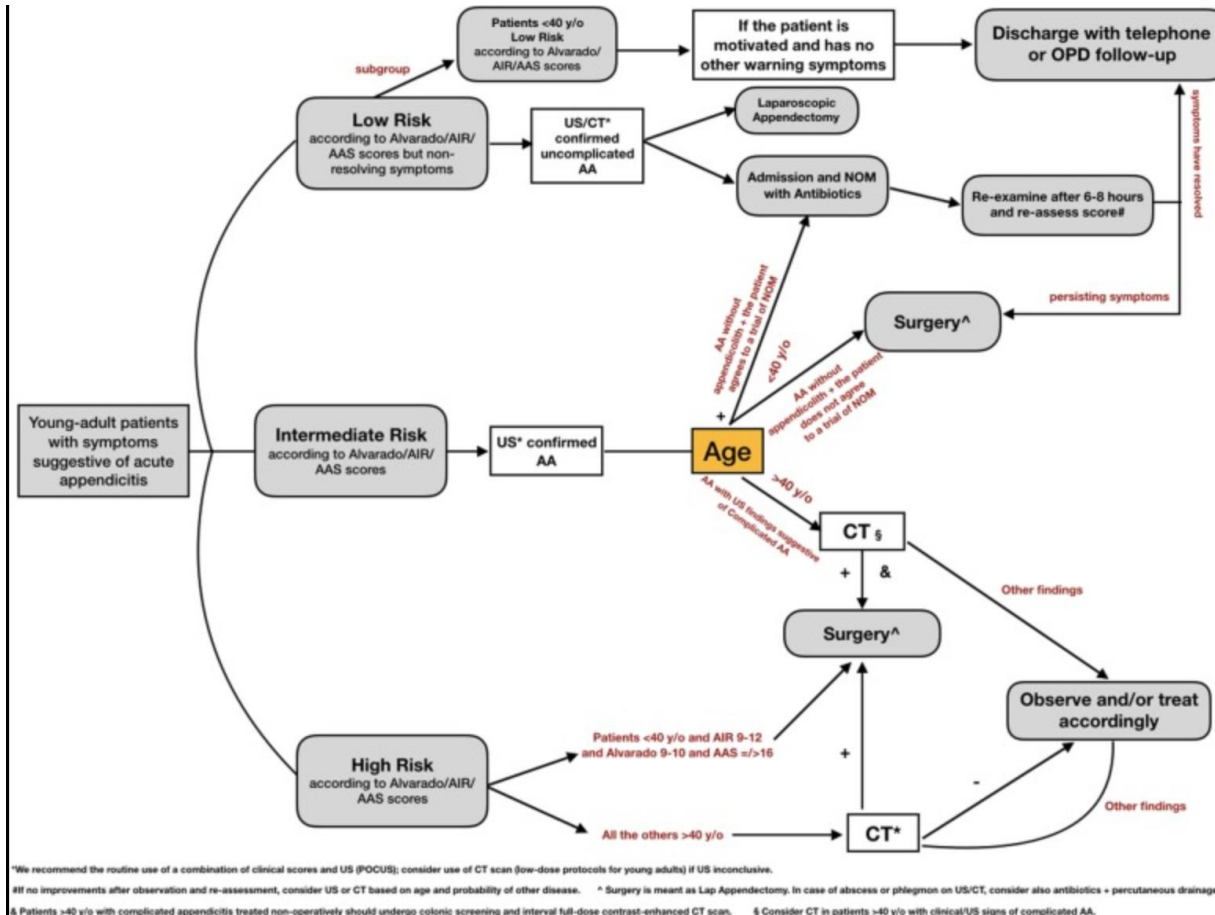 Patients <40 y/o
Low Risk
according to Alvarado/
AIR/AAS scores
If the patient is
motivated and has no
other warning symptoms
Discharge with telephone
or OPD follow-up
subgroup
Low Risk
according to Alvarado/AIR/
AAS scores but non-
resolving symptoms
US/CT*
confirmed
uncomplicated
AA
Laparoscopic
Appendectomy
Admission and NOM
with Antibiotics
Re-examine after 6-8 hours
and re-assess score#
symptoms have resolved
persisting symptoms
AA without
appendicolith + the patient
agrees to a trial of NOM
<40 y/o
Surgery^
AA without
appendicolith + the patient
does not agree
to a trial of NOM
Young-adult patients
with symptoms
suggestive of acute
appendicitis
Intermediate Risk
according to Alvarado/AIR/
AAS scores
US* confirmed
AA
+
Age
>40 y/o
AA with US findings suggestive
of Complicated AA
CT §
+ &
Other findings
Surgery^
Observe and/or treat
accordingly
High Risk
according to Alvarado/AIR/
AAS scores
Patients <40 y/o and AIR 9-12
and Alvarado 9-10 and AAS =/>16
+
-
Other findings
All the others >40 y/o
CT*
*We recommend the routine use of a combination of clinical scores and US (POCUS); consider use of CT scan (low-dose protocols for young adults) if US inconclusive.
#If no improvements after observation and re-assessment, consider US or CT based on age and probability of other disease. ^ Surgery is meant as Lap Appendectomy. In case of abscess or phlegmon on US/CT, consider also antibiotics + percutaneous drainage
& Patients >40 y/o with complicated appendicitis treated non-operatively should undergo colonic screening and interval full-dose contrast-enhanced CT scan. § Consider CT in patients >40 y/o with clinical/US signs of complicated AA.